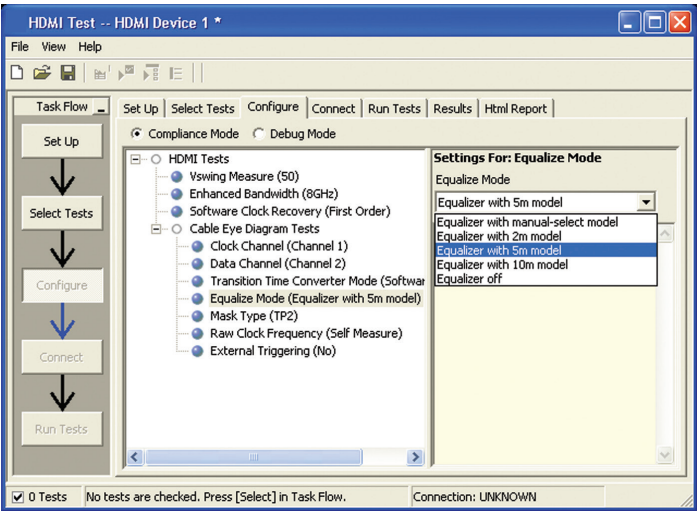 HDMI Test -- HDMI Device 1 *
File View Help
Task Flow
Set Up
Select Tests
Configure
Connect
Run Tests
Set Up Select Tests Configure Connect Run Tests Results Html Report
Compliance Mode Debug Mode
HDMI Tests
Vswing Measure (50)
Enhanced Bandwidth (8GHz)
Software Clock Recovery (First Order)
Cable Eye Diagram Tests
Clock Channel (Channel 1)
Data Channel (Channel 2)
Transition Time Converter Mode (Softwar
Equalize Mode (Equalizer with 5m model)
Mask Type (TP2)
Raw Clock Frequency (Self Measure)
External Triggering (No)
Settings For: Equalize Mode
Equalize Mode
Equalizer with 5m model
Equalizer with manual-select model
Equalizer with 2m model
Equalizer with 5m model
Equalizer with 10m model
Equalizer off
0 Tests No tests are checked. Press [Select] in Task Flow. Connection: UNKNOWN